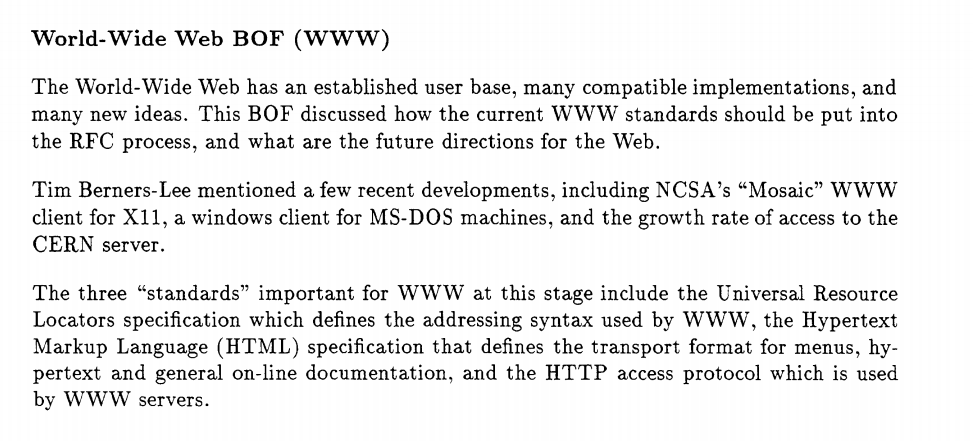 World-Wide Web BOF (WWW)
The World-Wide Web has an established user base, many compatible implementations, and
many new ideas. This BOF discussed how the current WWW standards should be put into
the RFC process, and what are the future directions for the Web.
Tim Berners-Lee mentioned a few recent developments, including NCSA's “Mosaic” WWW
client for X11, a windows client for MS-DOS machines, and the growth rate of access to the
CERN server.
The three “standards” important for WWW at this stage include the Universal Resource
Locators specification which defines the addressing syntax used by WWW, the Hypertext
Markup Language (HTML) specification that defines the transport format for menus, hy-
pertext and general on-line documentation, and the HTTP access protocol which is used
by WWW servers.